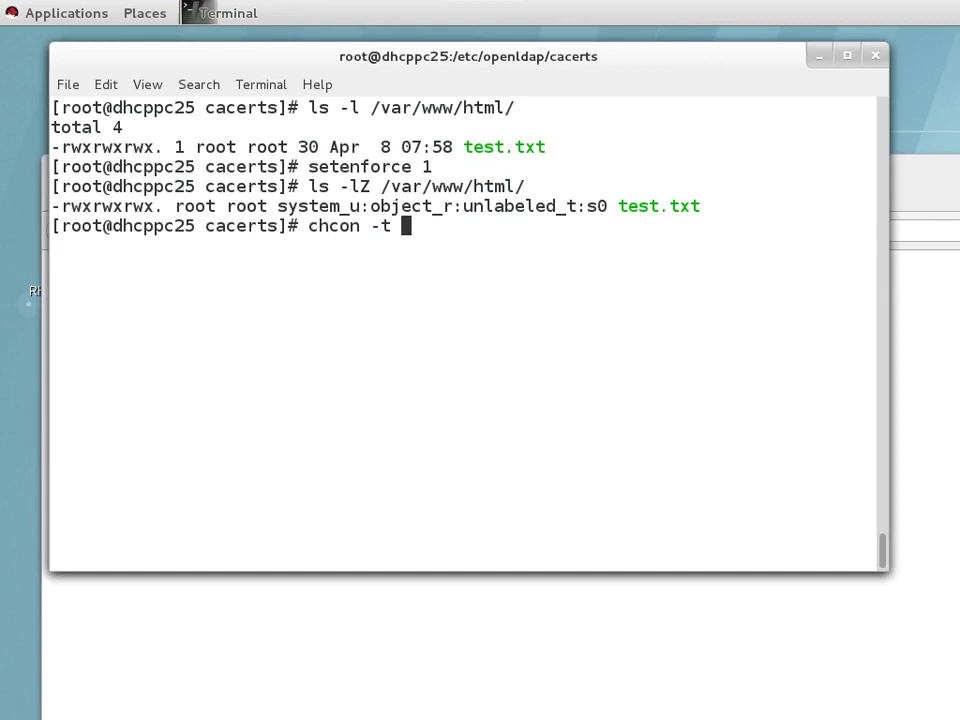 Applications Places Terminal
root@dhcppc25:/etc/openldap/cacerts
File Edit View Search Terminal Help
[root@dhcppc25 cacerts]# ls -l /var/www/html/
total 4
-rwxrwxrwx. 1 root root 30 Apr  8 07:58 test.txt
[root@dhcppc25 cacerts]# setenforce 1
[root@dhcppc25 cacerts]# ls -lZ /var/www/html/
-rwxrwxrwx. root root system_u:object_r:unlabeled_t:s0 test.txt
[root@dhcppc25 cacerts]# chcon -t